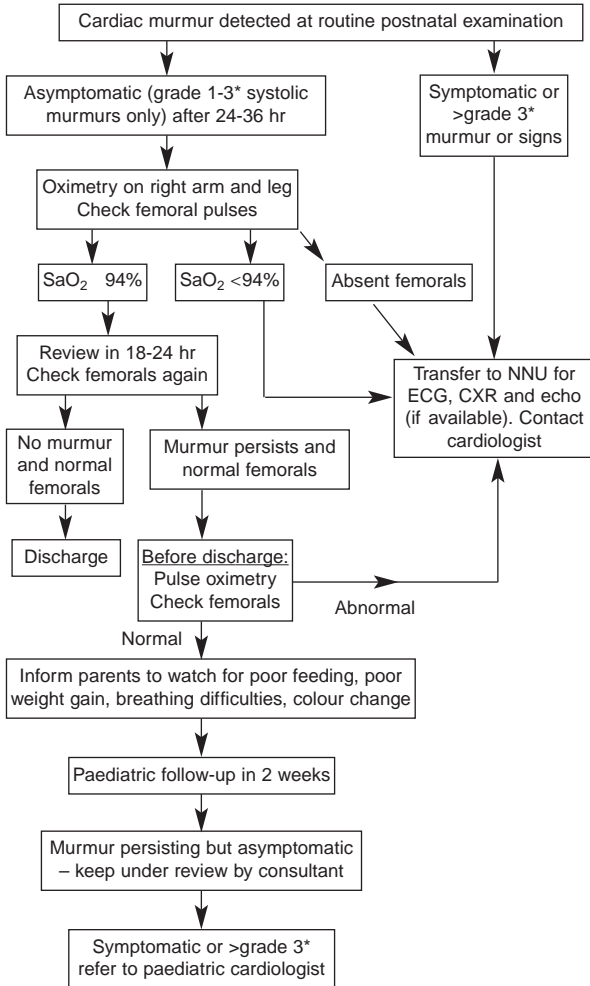 Cardiac murmur detected at routine postnatal examination
Asymptomatic (grade 1-3* systolic
murmurs only) after 24-36 hr
Symptomatic or
>grade 3*
murmur or signs
Oximetry on right arm and leg
Check femoral pulses
SaO₂ 94%
SaO₂ <94%
Absent femorals
Review in 18-24 hr
Check femorals again
Transfer to NNU for
ECG, CXR and echo
(if available). Contact
cardiologist
No murmur
and normal
femorals
Murmur persists and
normal femorals
Discharge
Before discharge:
Pulse oximetry
Check femorals
Abnormal
Normal
Inform parents to watch for poor feeding, poor
weight gain, breathing difficulties, colour change
Paediatric follow-up in 2 weeks
Murmur persisting but asymptomatic
– keep under review by consultant
Symptomatic or >grade 3*
refer to paediatric cardiologist